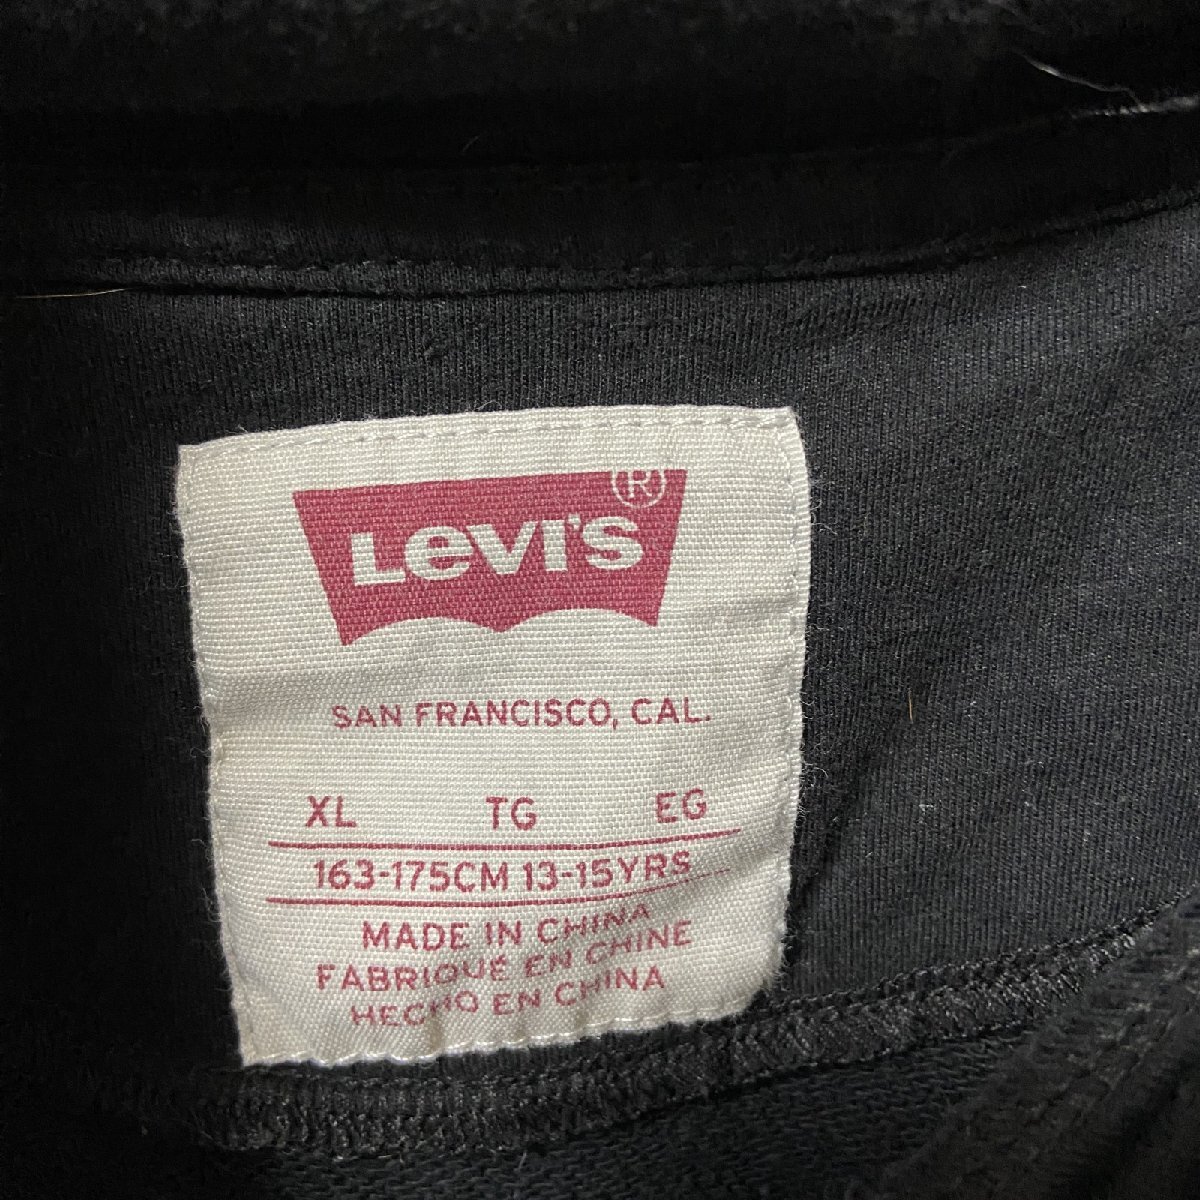 Levi's®
SAN FRANCISCO, CAL.
XL TG EG
163-175CM 13-15YRS
MADE IN CHINA
FABRIQUÉ EN CHINE
HECHO EN CHINA